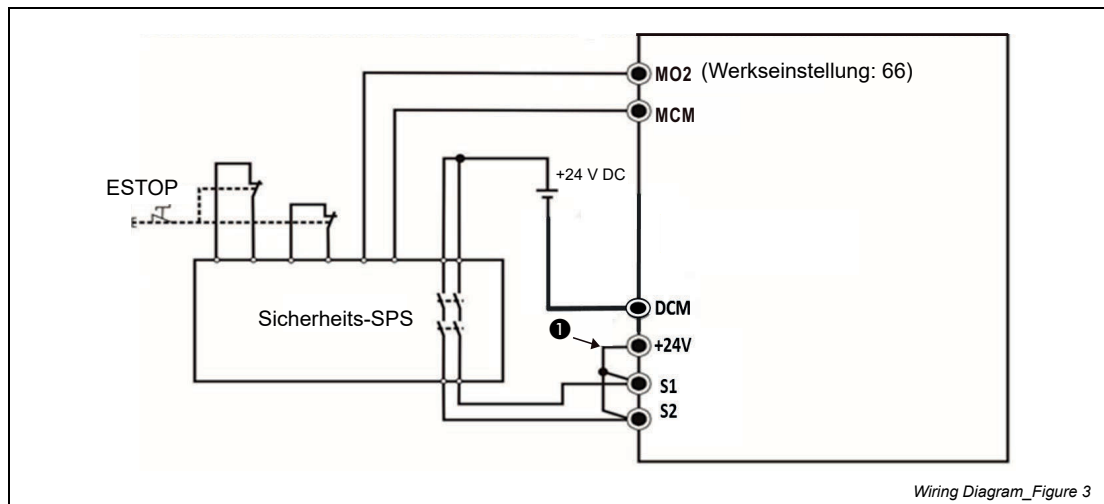 MO2 (Werkseinstellung: 66)
MCM
+24 V DC
ESTOP
Sicherheits-SPS
DCM
❶
+24V
S1
S2
Wiring Diagram_Figure 3